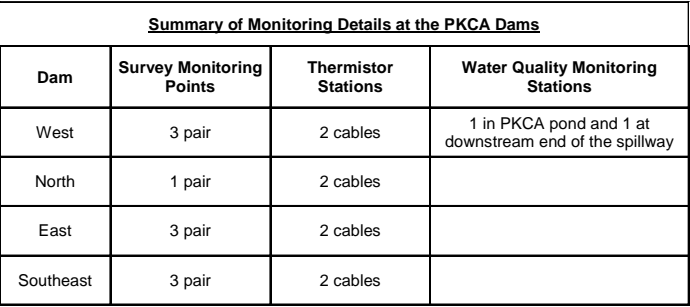 Summary of Monitoring Details at the PKCA Dams
Dam
Survey Monitoring
Points
Thermistor
Stations
Water Quality Monitoring
Stations
West
3 pair
2 cables
1 in PKCA pond and 1 at
downstream end of the spillway
North
1 pair
2 cables
East
3 pair
2 cables
Southeast
3 pair
2 cables